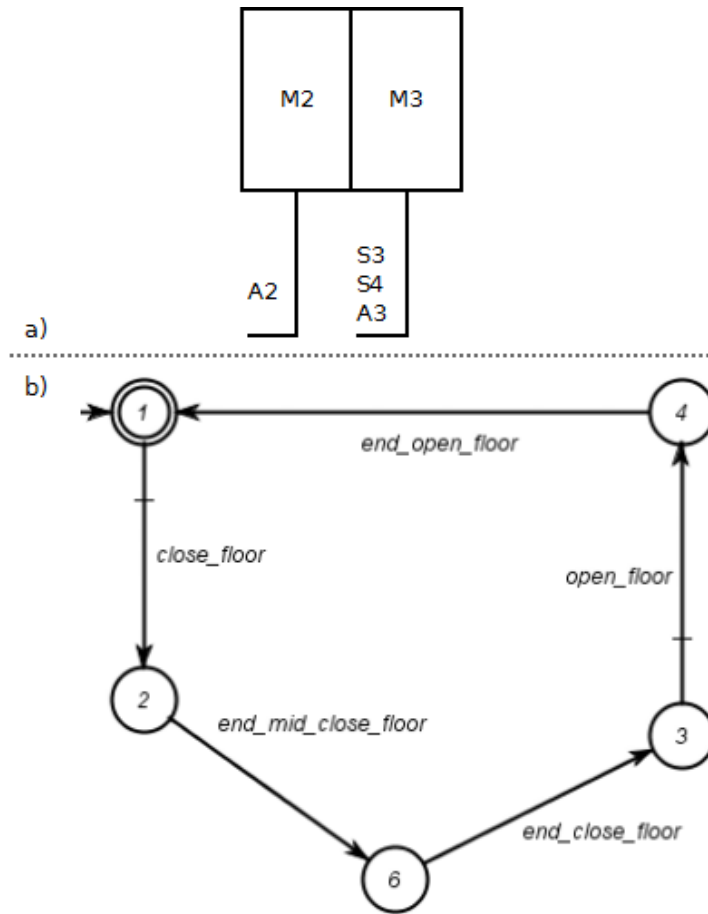 M2 M3
A2
S3
S4
A3
a)
b)
1
4
end_open_floor
close_floor
open_floor
2
end_mid_close_floor
3
end_close_floor
6